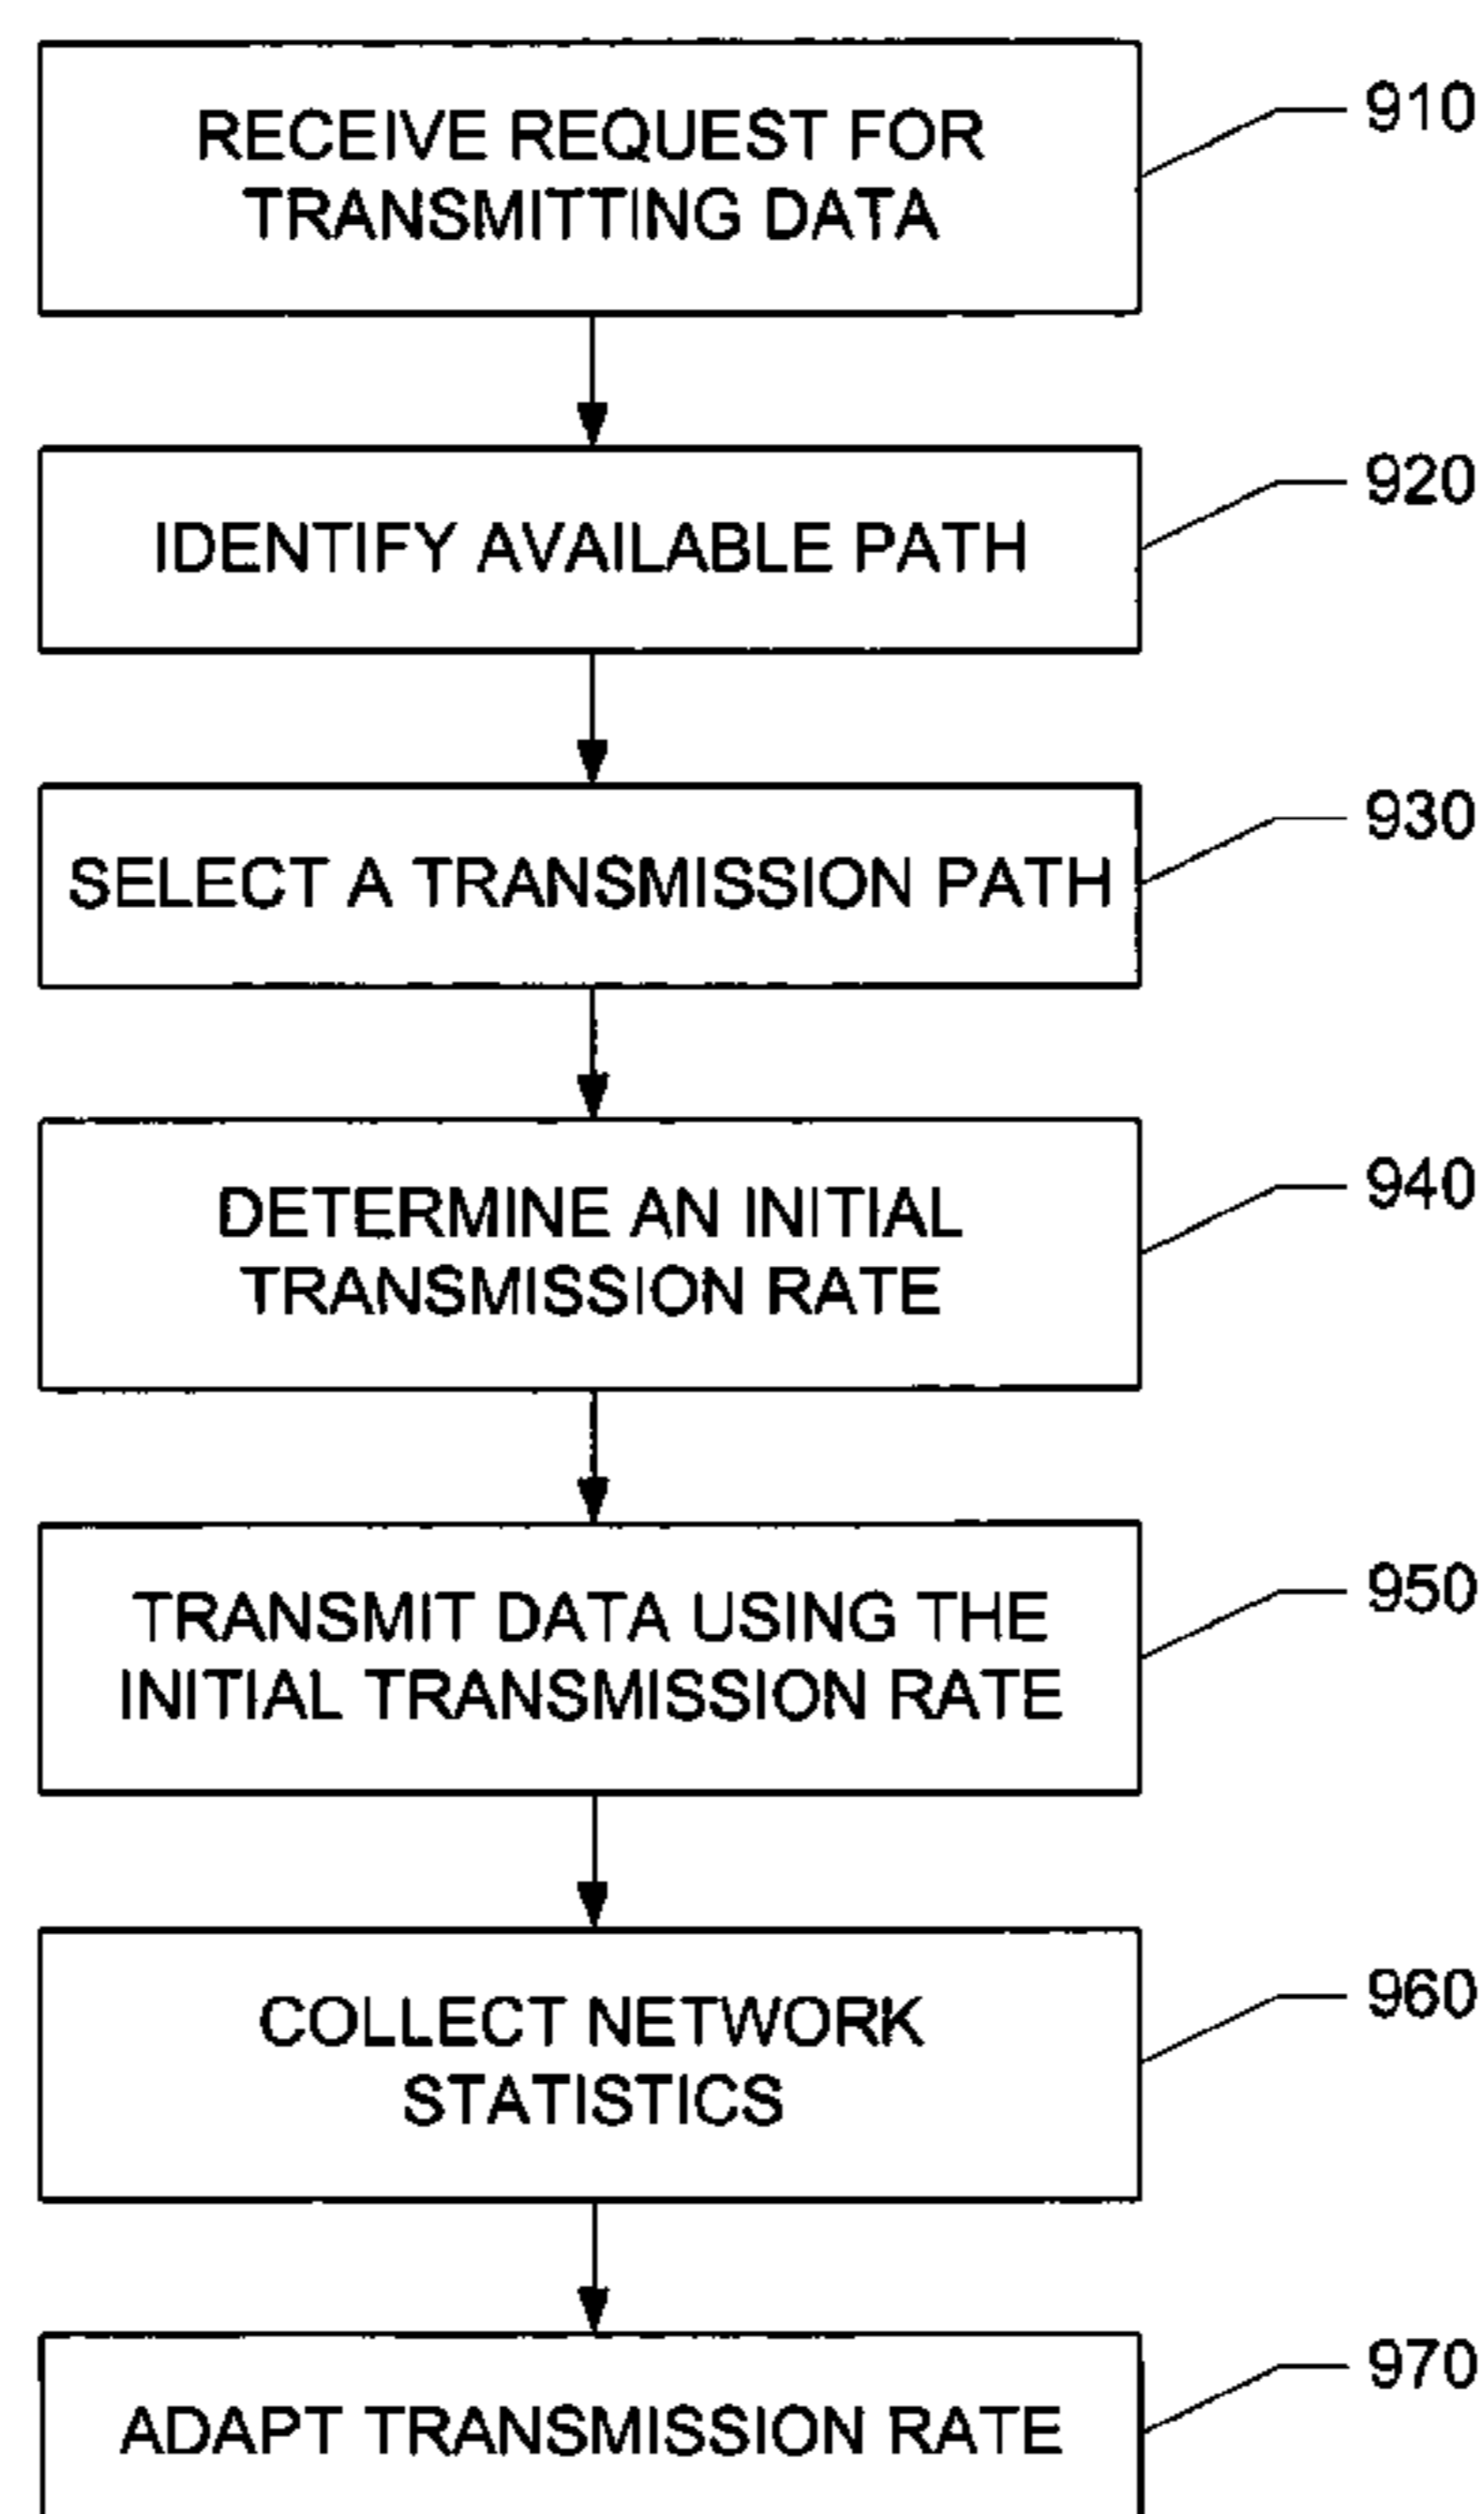 RECEIVE REQUEST FOR
TRANSMITTING DATA
910
IDENTIFY AVAILABLE PATH
920
SELECT A TRANSMISSION PATH
930
DETERMINE AN INITIAL
TRANSMISSION RATE
940
TRANSMIT DATA USING THE
INITIAL TRANSMISSION RATE
950
COLLECT NETWORK
STATISTICS
960
ADAPT TRANSMISSION RATE
970